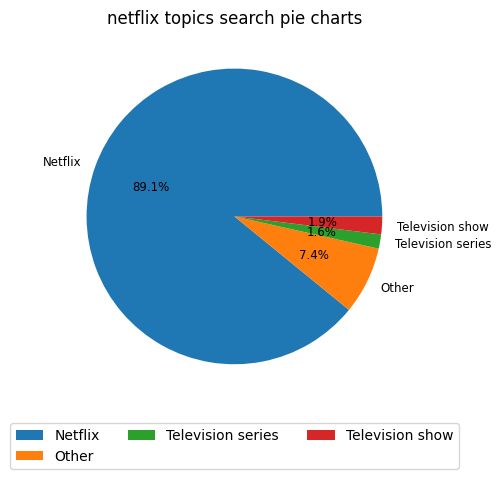 netflix topics search pie charts
Netflix
89.1%
1.9%
Television show
1.6%
Television series
7.4%
Other
Netflix
Television series
Television show
Other